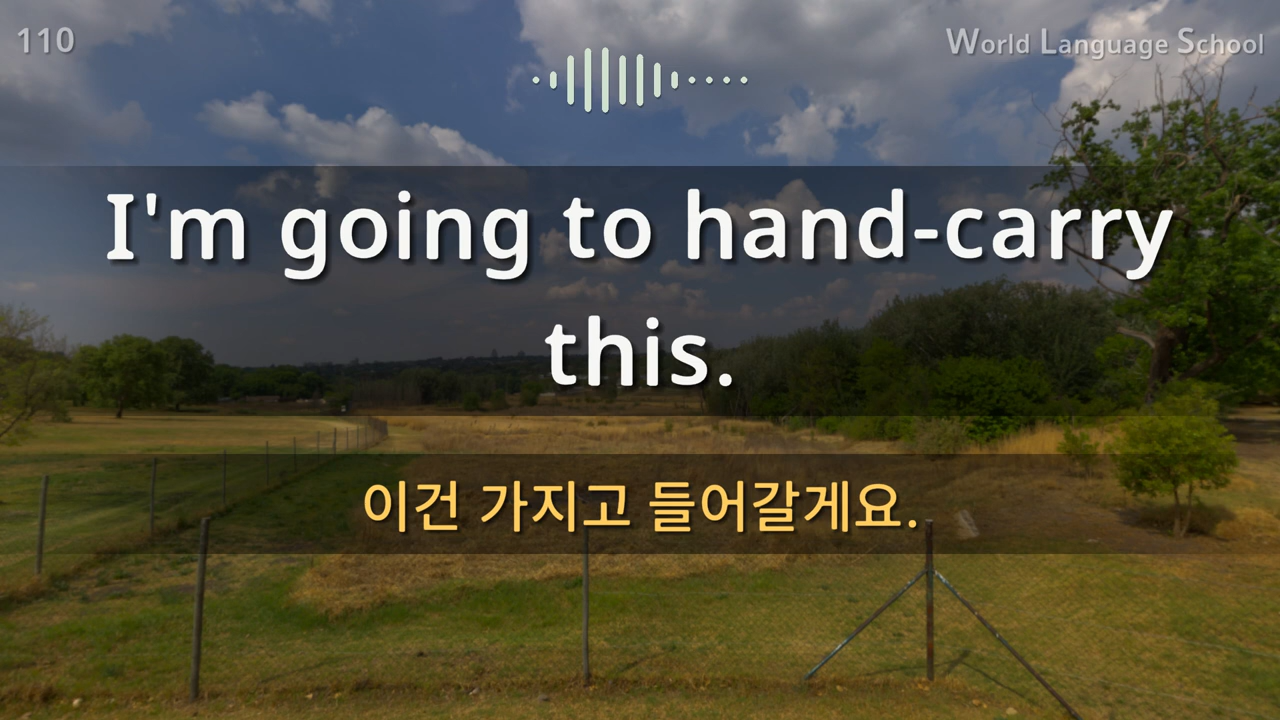 110
World Language School
I'm going to hand-carry
this.
이건 가지고 들어갈게요.